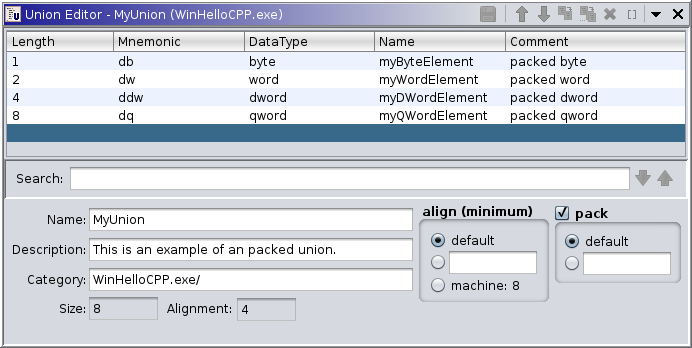 Union Editor - MyUnion (WinHelloCPP.exe)
Length Mnemonic DataType Name Comment
1 db byte myByteElement packed byte
2 dw word myWordElement packed word
4 ddw dword myDWordElement packed dword
8 dq qword myQWordElement packed qword
Search:
Name: MyUnion
Description: This is an example of an packed union.
Category: WinHelloCPP.exe/
Size: 8 Alignment: 4
align (minimum)
default
machine: 8
pack
default